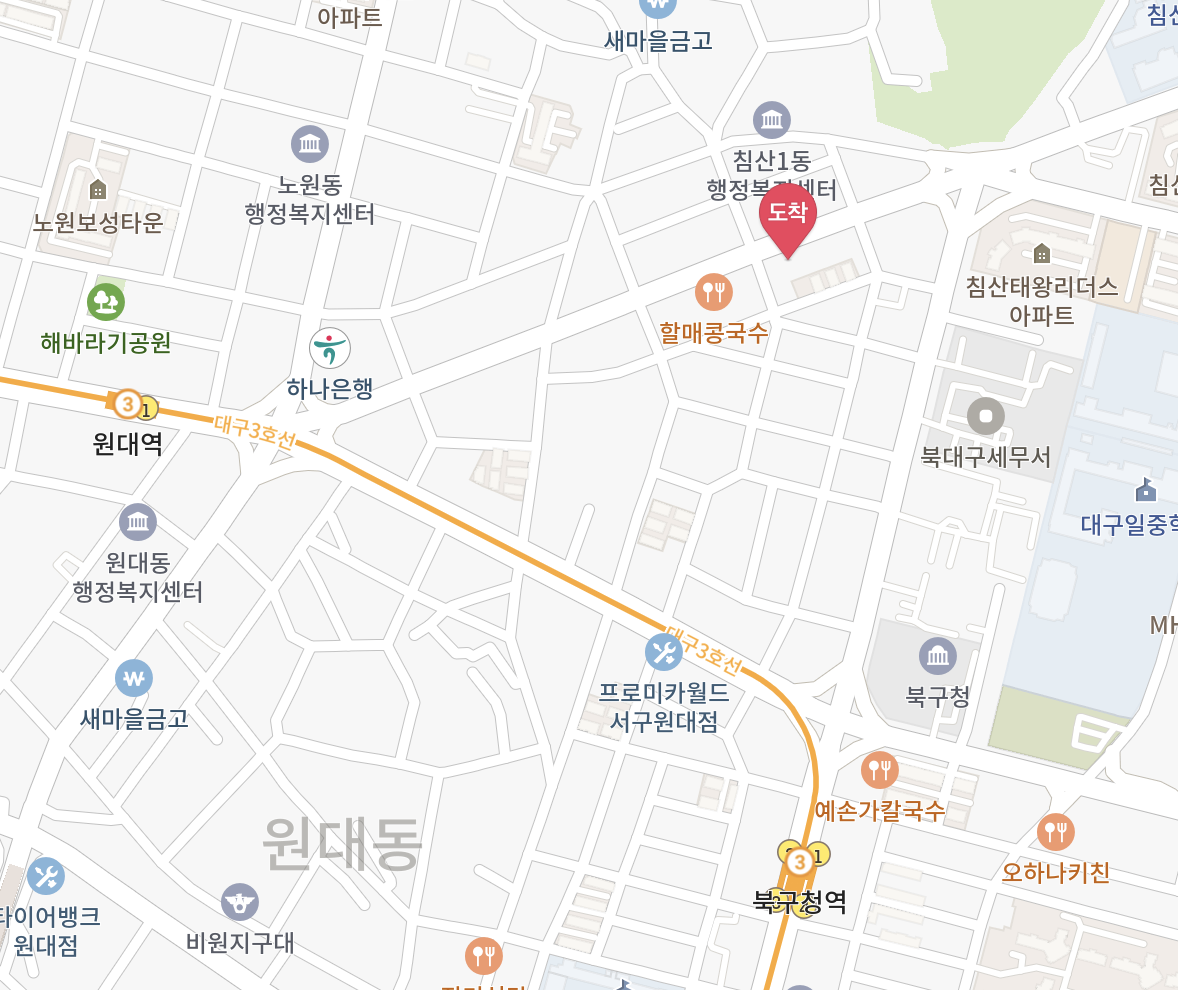 아파트
새마을금고
침산1동
행정복지센터
노원동
행정복지센터
도착
노원보성타운
침산태왕리더스
아파트
할매콩국수
해바라기공원
하나은행
3
1
대구3호선
원대역
북대구세무서
대구일중학
원대동
행정복지센터
대구3호선
프로미카월드
서구원대점
북구청
새마을금고
예손가칼국수
원대동
3
1
오하나키친
북구청역
타이어뱅크
원대점
비원지구대